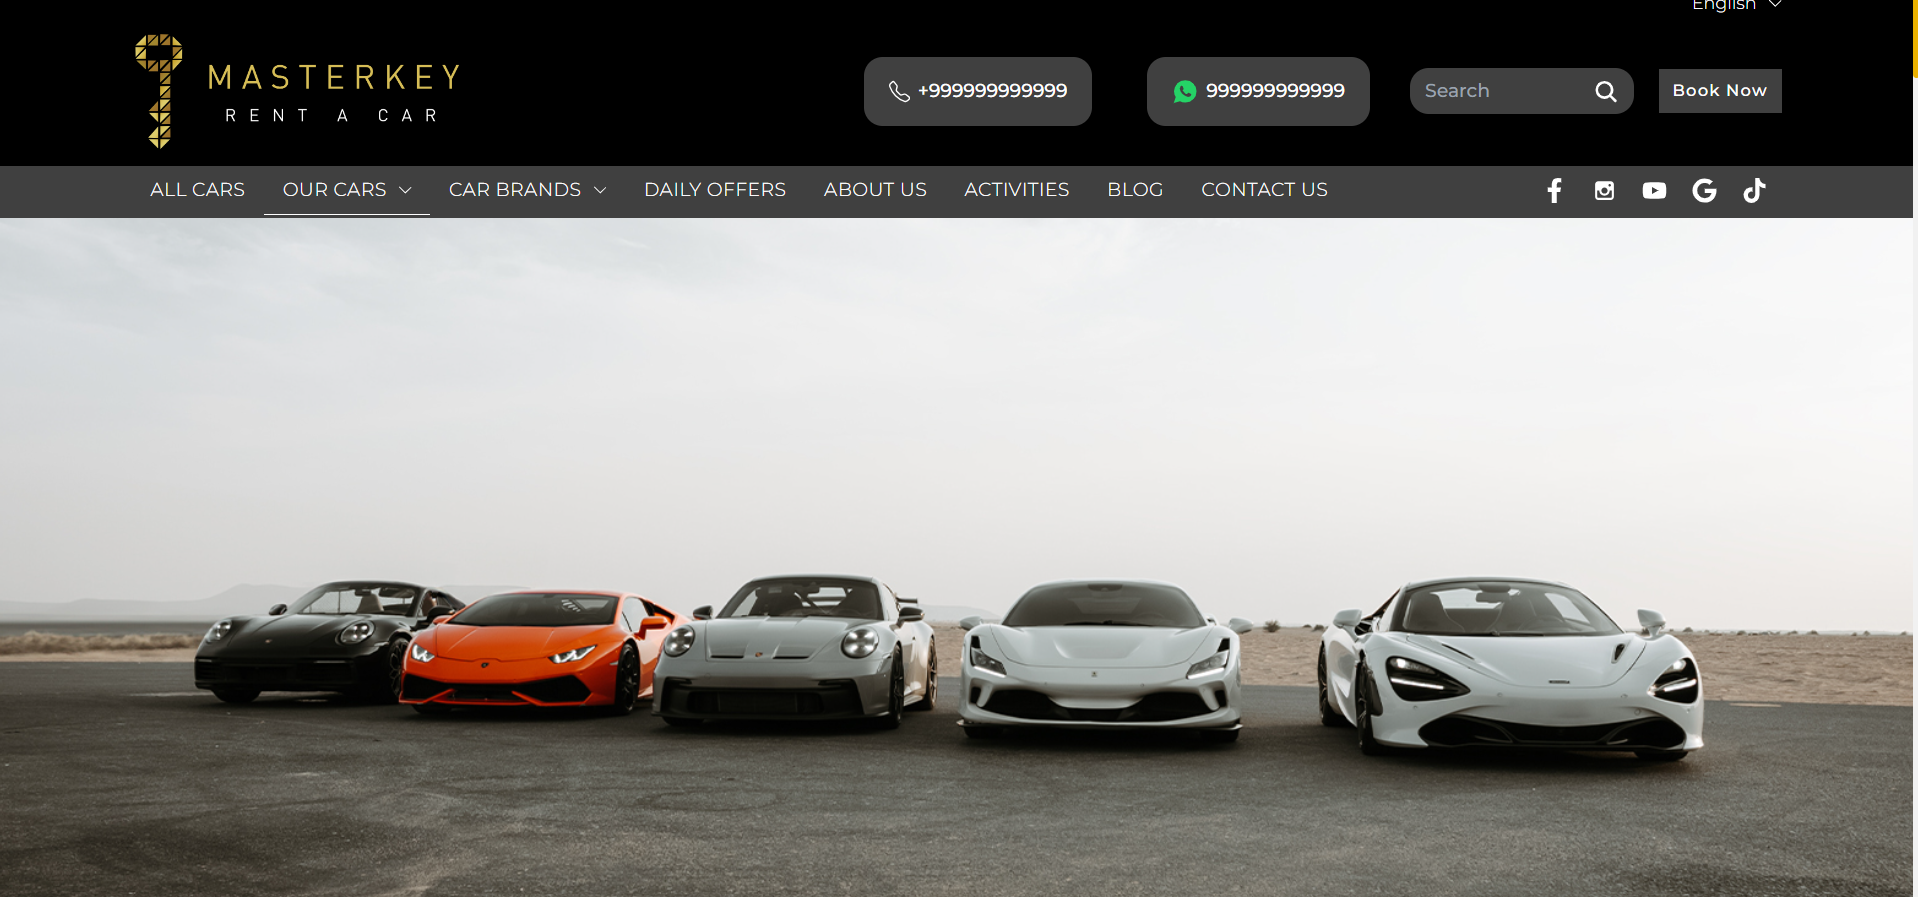 English
MASTERKEY
RENT A CAR
+999999999999
999999999999
Search
Book Now
ALL CARS
OUR CARS
CAR BRANDS
DAILY OFFERS
ABOUT US
ACTIVITIES
BLOG
CONTACT US